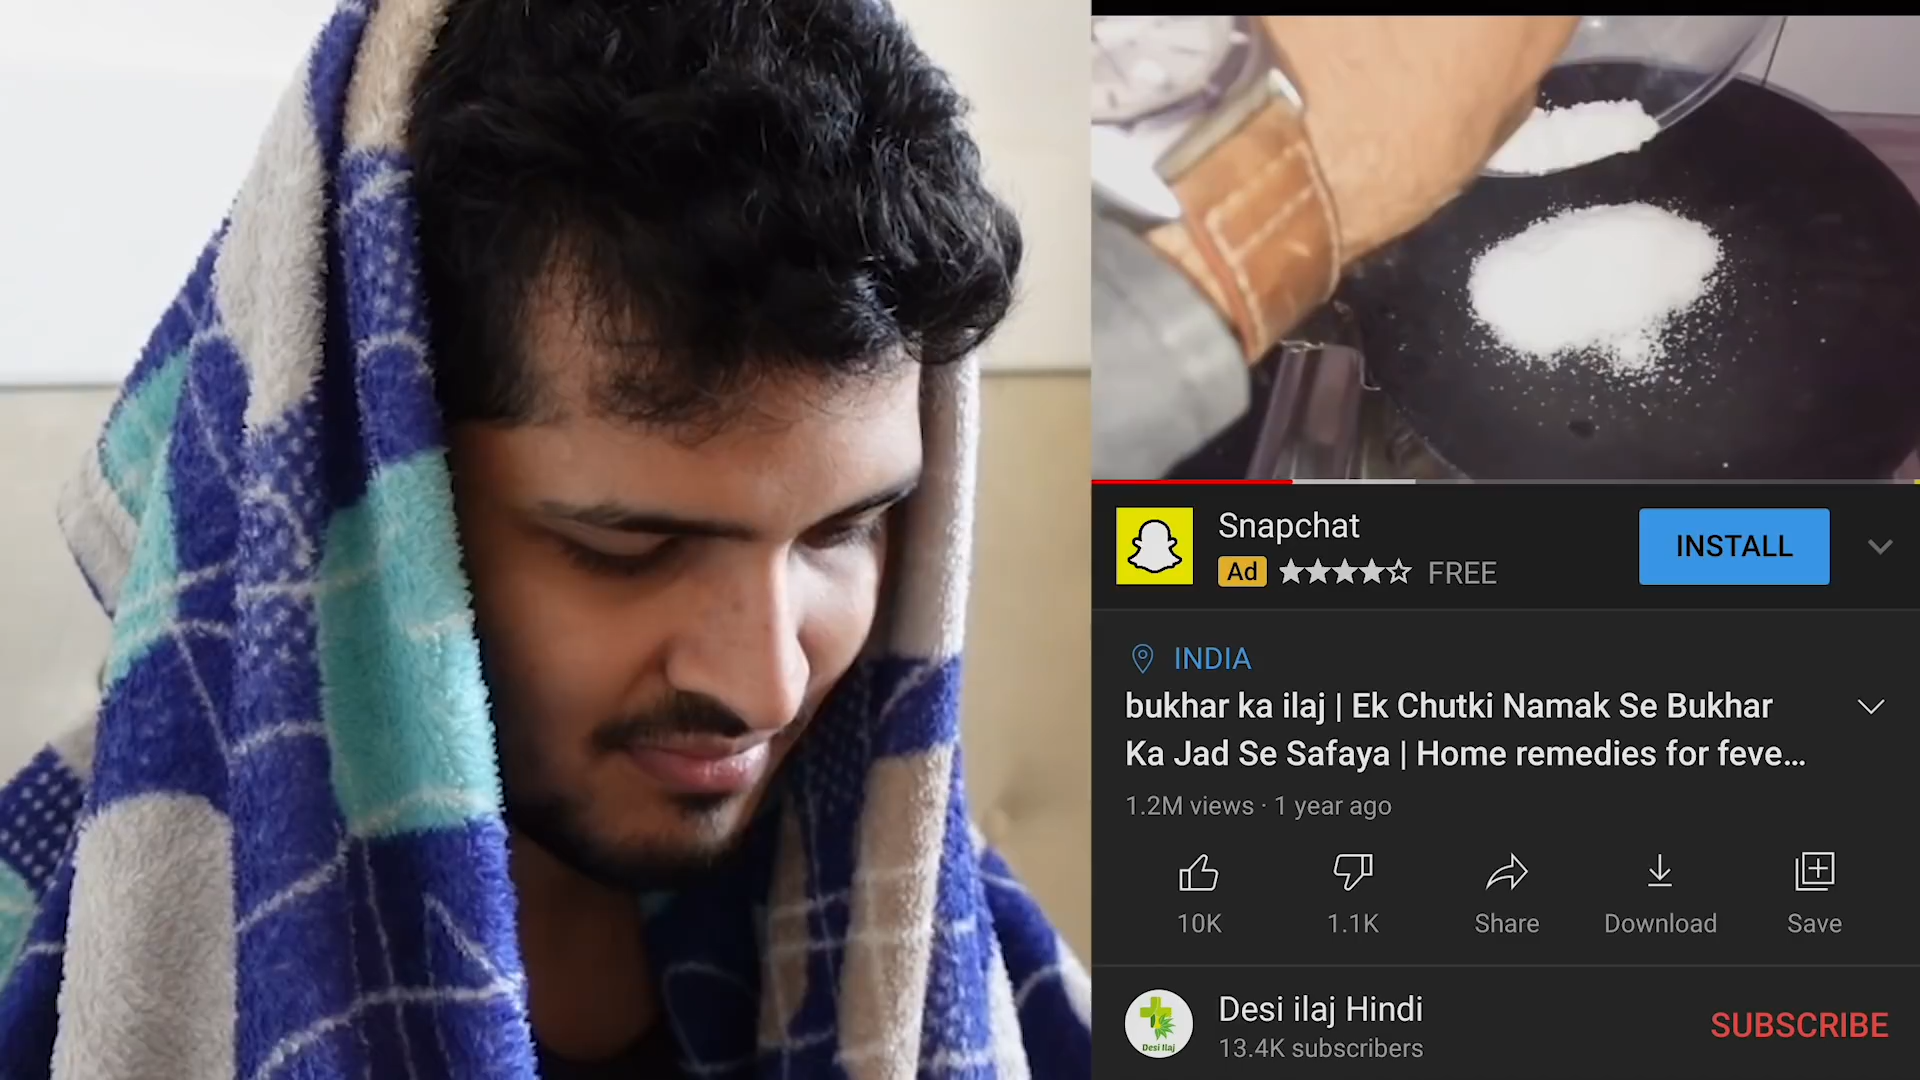 Snapchat
Ad FREE
INSTALL
INDIA
bukhar ka ilaj | Ek Chutki Namak Se Bukhar
Ka Jad Se Safaya | Home remedies for feve...
1.2M views · 1 year ago
10K
1.1K
Share
Download
Save
Desi ilaj
Desi ilaj Hindi
13.4K subscribers
SUBSCRIBE